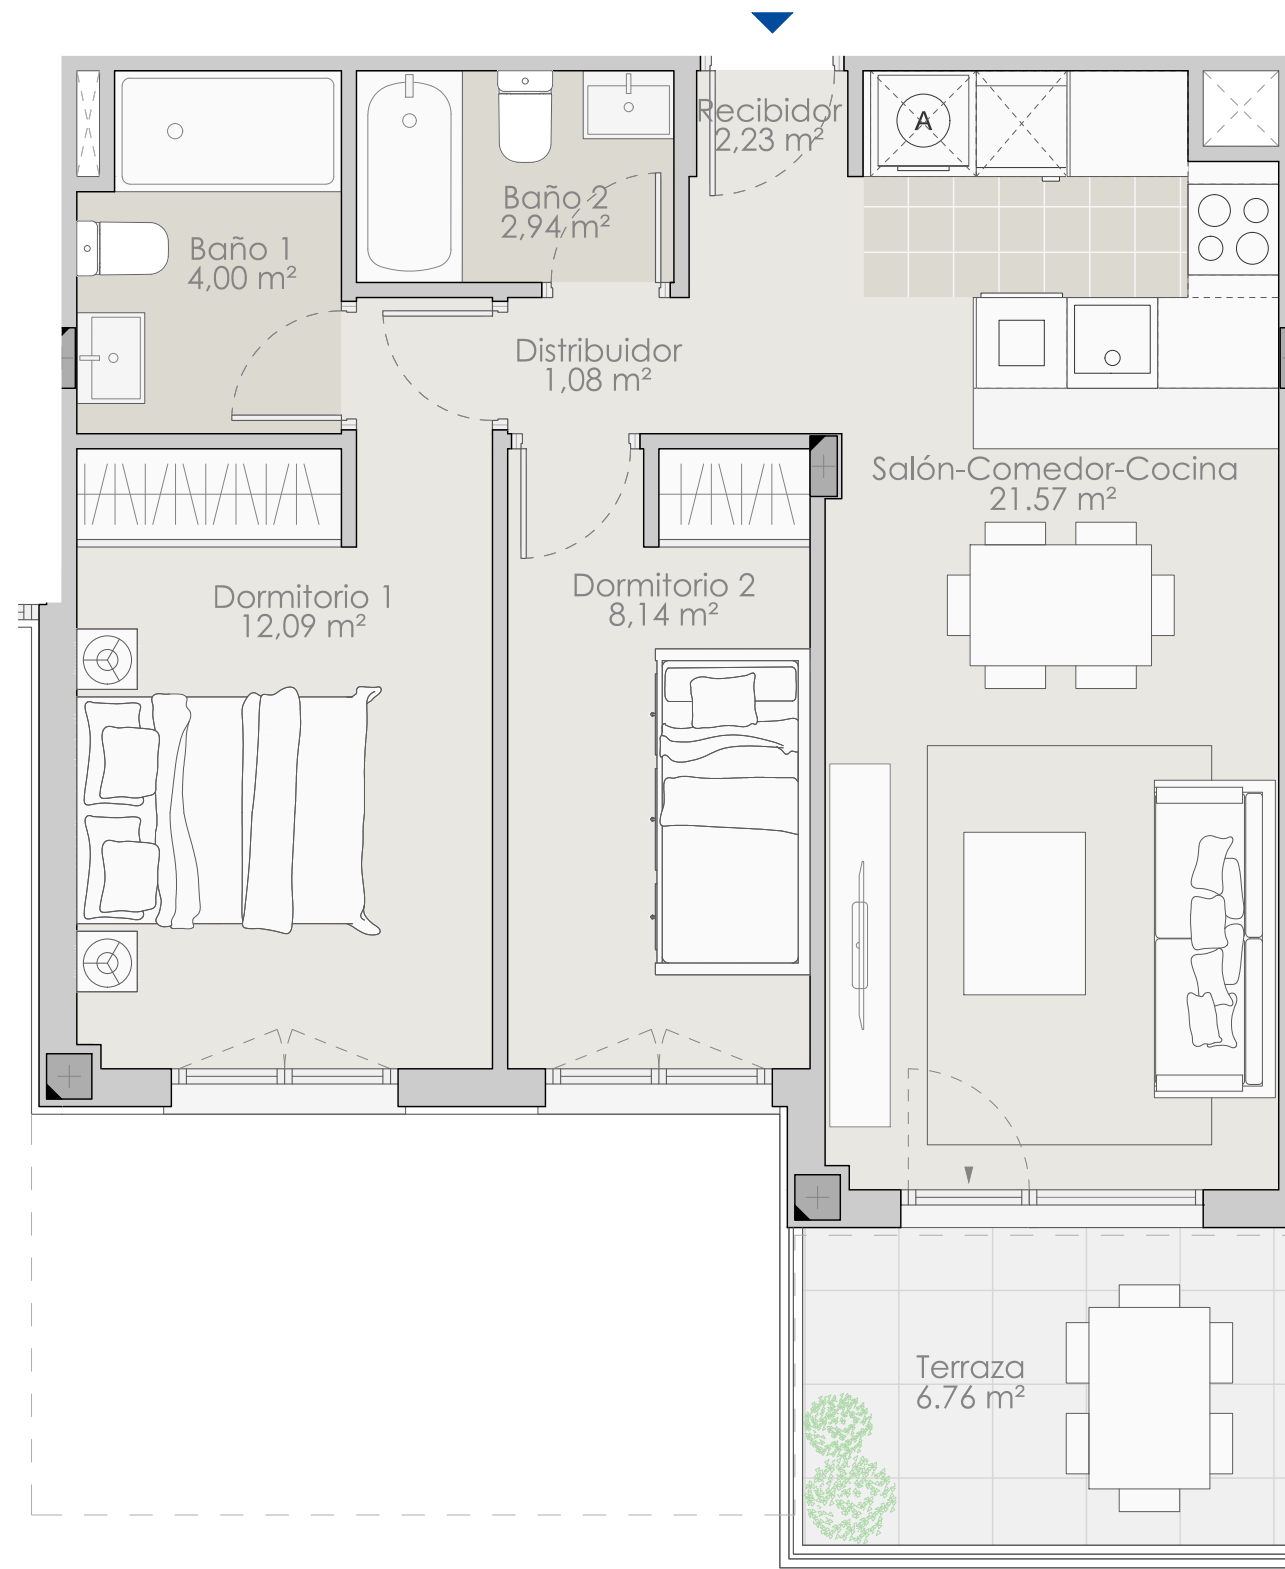 Recibidor
2,23 m²
A
Baño 2
2,94 m²
Baño 1
4,00 m²
Distribuidor
1,08 m²
Salón-Comedor-Cocina
21.57 m²
Dormitorio 1
12,09 m²
Dormitorio 2
8,14 m²
Terraza
6.76 m²